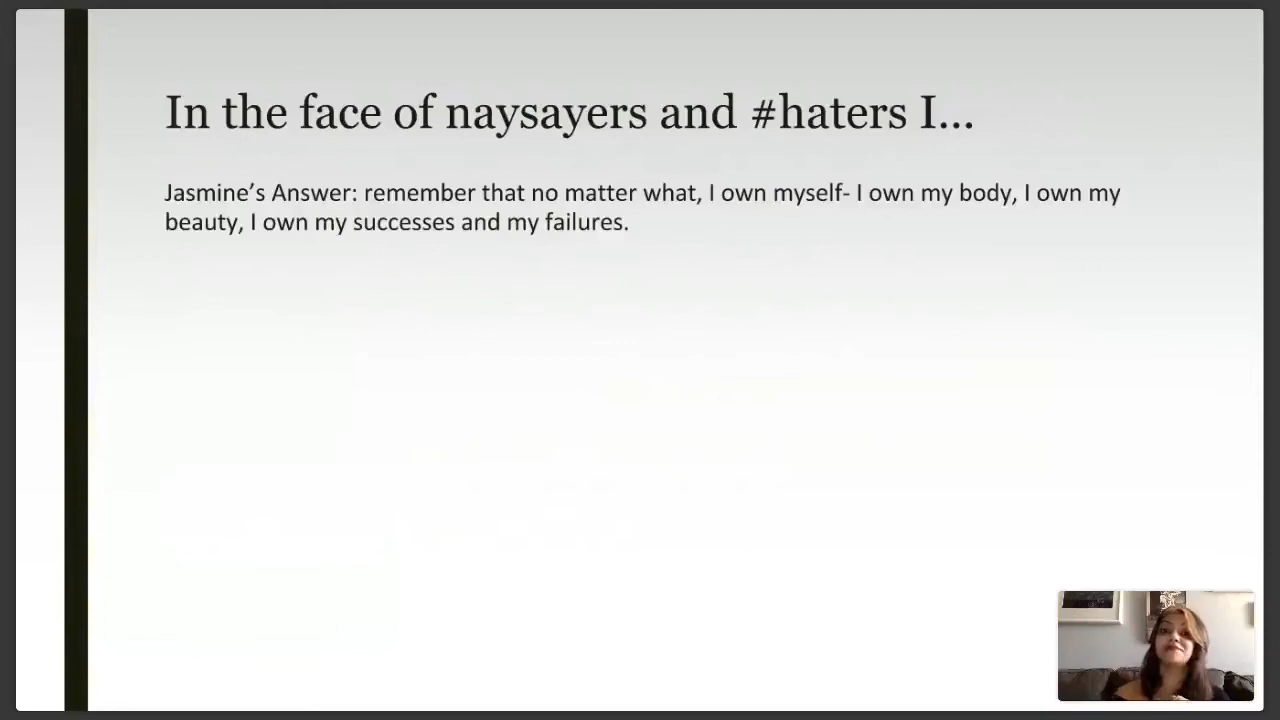 In the face of naysayers and #haters I...
Jasmine’s Answer: remember that no matter what, I own myself- I own my body, I own my
beauty, I own my successes and my failures.